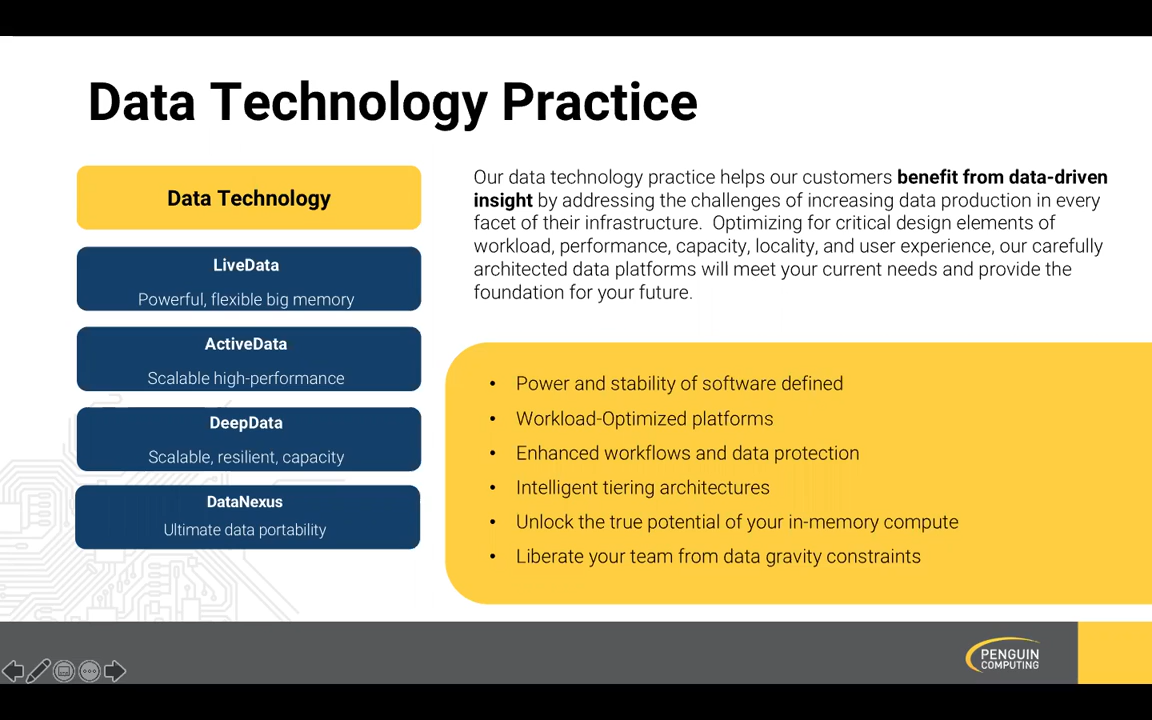 Data Technology Practice
Data Technology
LiveData
Powerful, flexible big memory
ActiveData
Scalable high-performance
DeepData
Scalable, resilient, capacity
DataNexus
Ultimate data portability
Our data technology practice helps our customers benefit from data-driven
insight by addressing the challenges of increasing data production in every
facet of their infrastructure.  Optimizing for critical design elements of
workload, performance, capacity, locality, and user experience, our carefully
architected data platforms will meet your current needs and provide the
foundation for your future.
• Power and stability of software defined
• Workload-Optimized platforms
• Enhanced workflows and data protection
• Intelligent tiering architectures
• Unlock the true potential of your in-memory compute
• Liberate your team from data gravity constraints
PENGUIN
COMPUTING